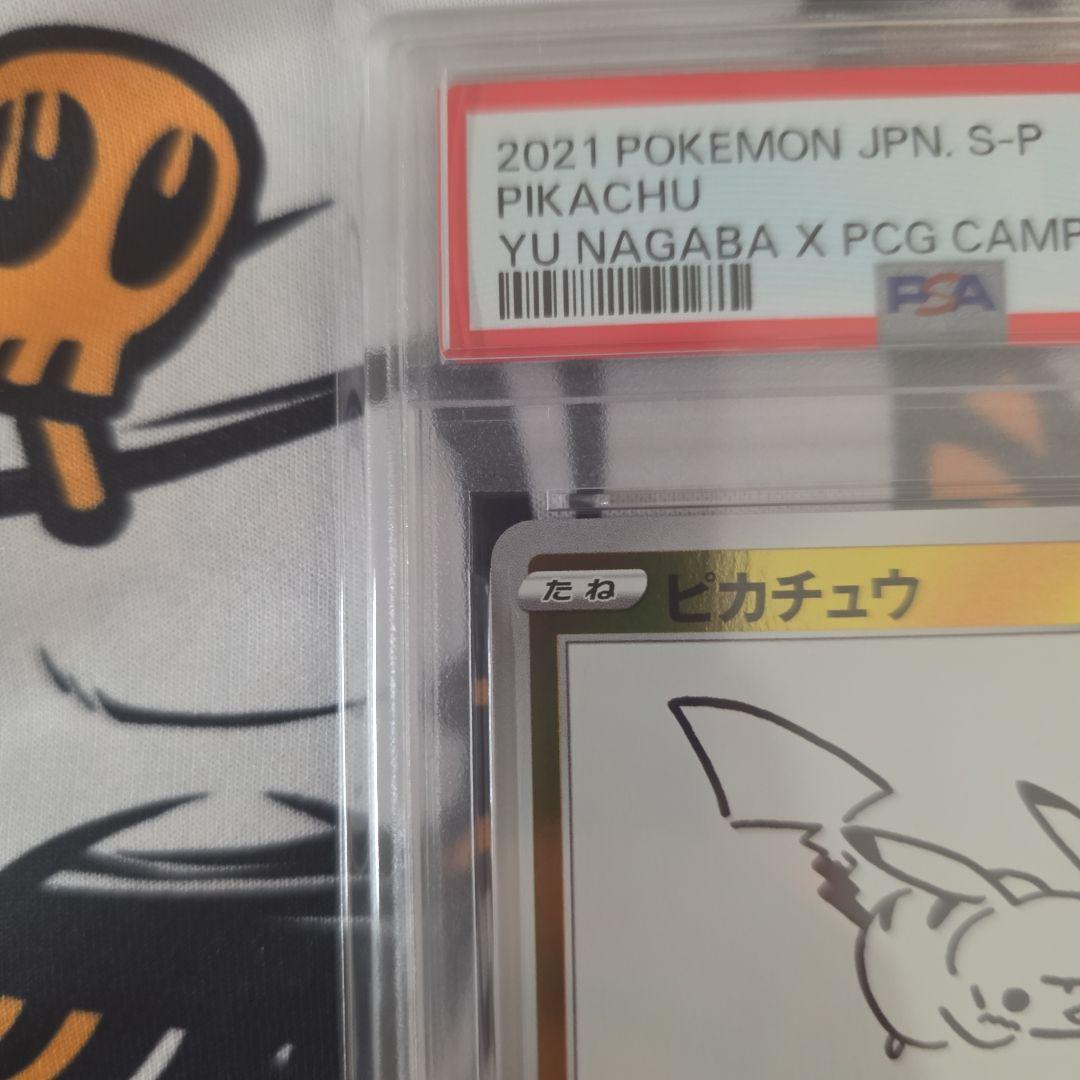 2021 POKEMON JPN. S-P
PIKACHU
YU NAGABA X PCG CAMP
PSA
たね ピカチュウ